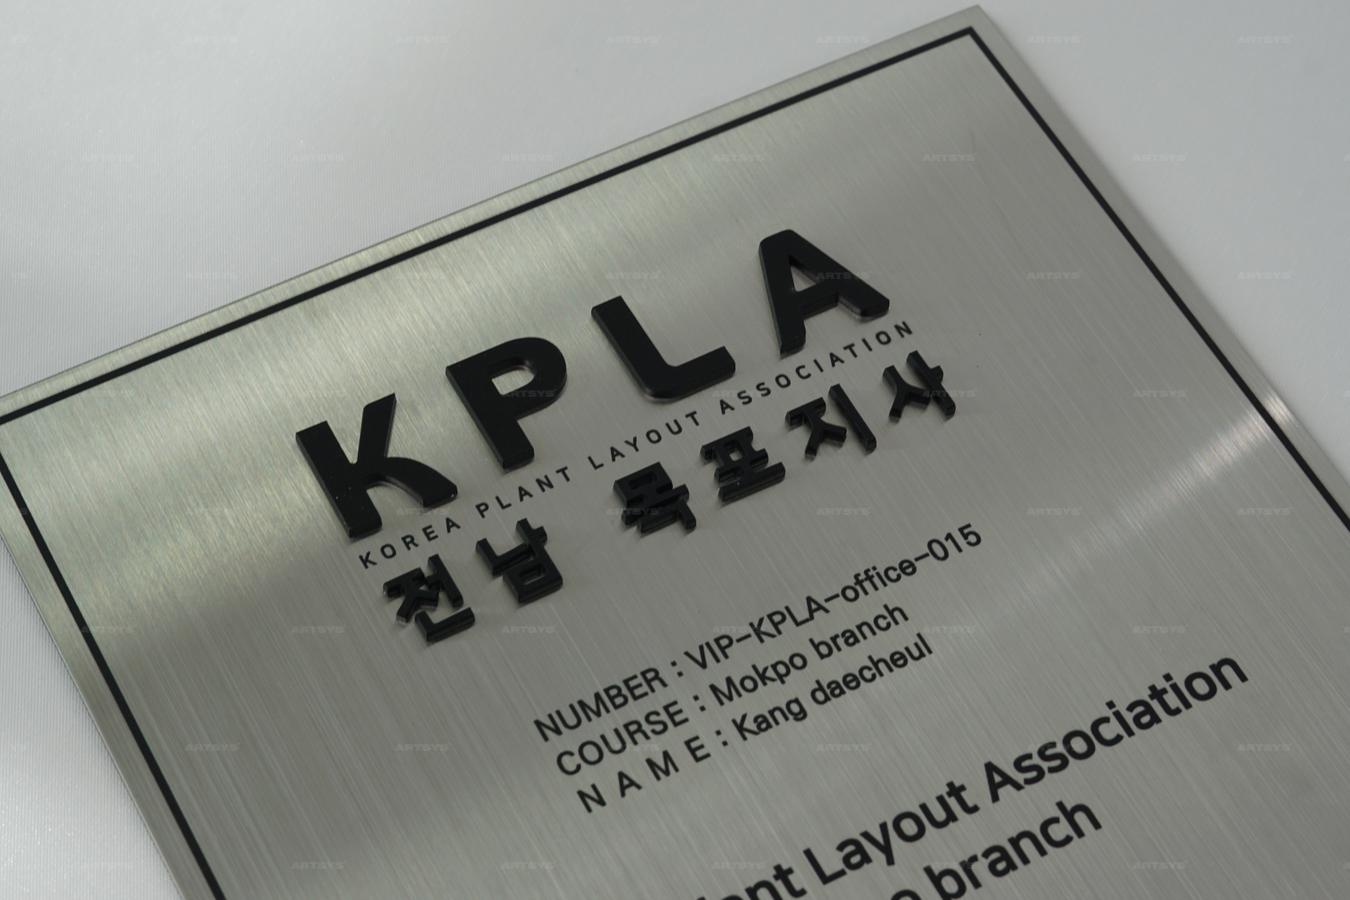 KPLA
KOREA PLANT LAYOUT ASSOCIATION
전남 목포지사
NUMBER : VIP-KPLA-office-015
COURSE : Mokpo branch
N A M E : Kang daecheul
Layout Association
branch
ARTSYS